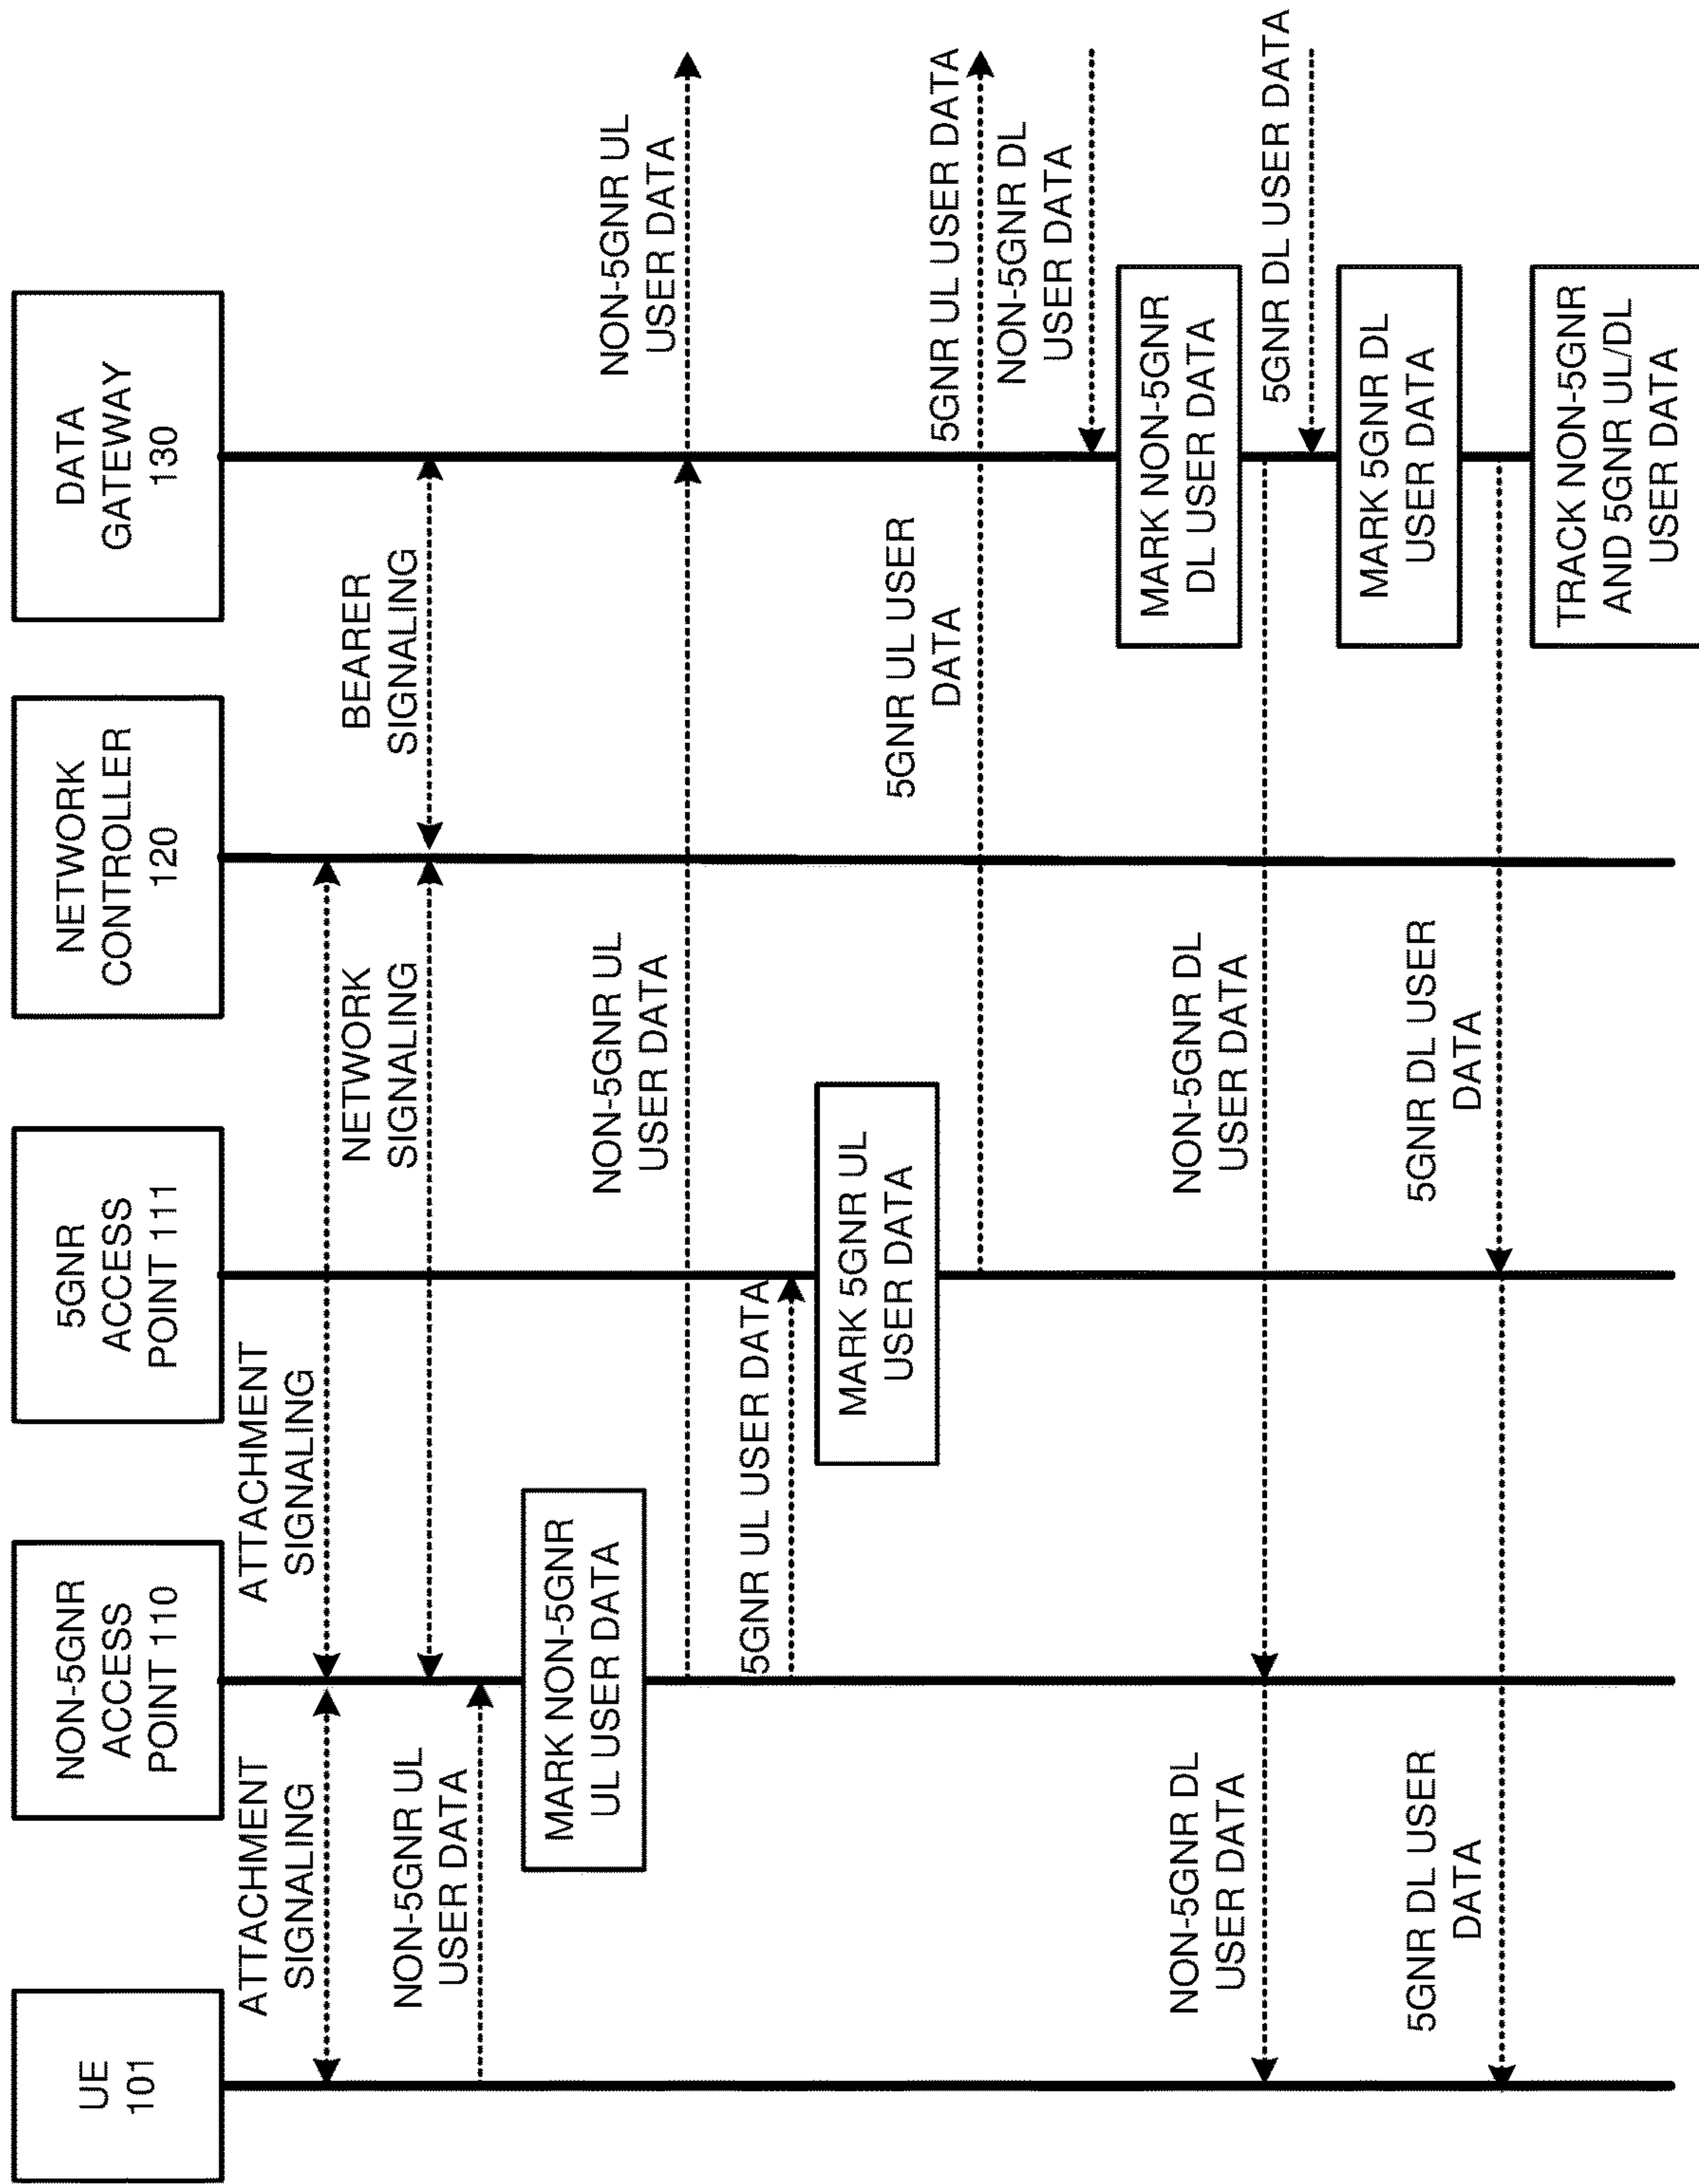 UE
101
NON-5GNR
ACCESS
POINT 110
5GNR
ACCESS
POINT 111
NETWORK
CONTROLLER
120
DATA
GATEWAY
130
ATTACHMENT
SIGNALING
ATTACHMENT
SIGNALING
NETWORK
SIGNALING
BEARER
SIGNALING
NON-5GNR UL
USER DATA
MARK NON-5GNR
UL USER DATA
NON-5GNR UL
USER DATA
NON-5GNR UL
USER DATA
5GNR UL USER DATA
MARK 5GNR UL
USER DATA
5GNR UL USER
DATA
5GNR UL USER DATA
NON-5GNR DL
USER DATA
MARK NON-5GNR
DL USER DATA
NON-5GNR DL
USER DATA
NON-5GNR DL
USER DATA
5GNR DL USER DATA
MARK 5GNR DL
USER DATA
5GNR DL USER
DATA
5GNR DL USER
DATA
TRACK NON-5GNR
AND 5GNR UL/DL
USER DATA